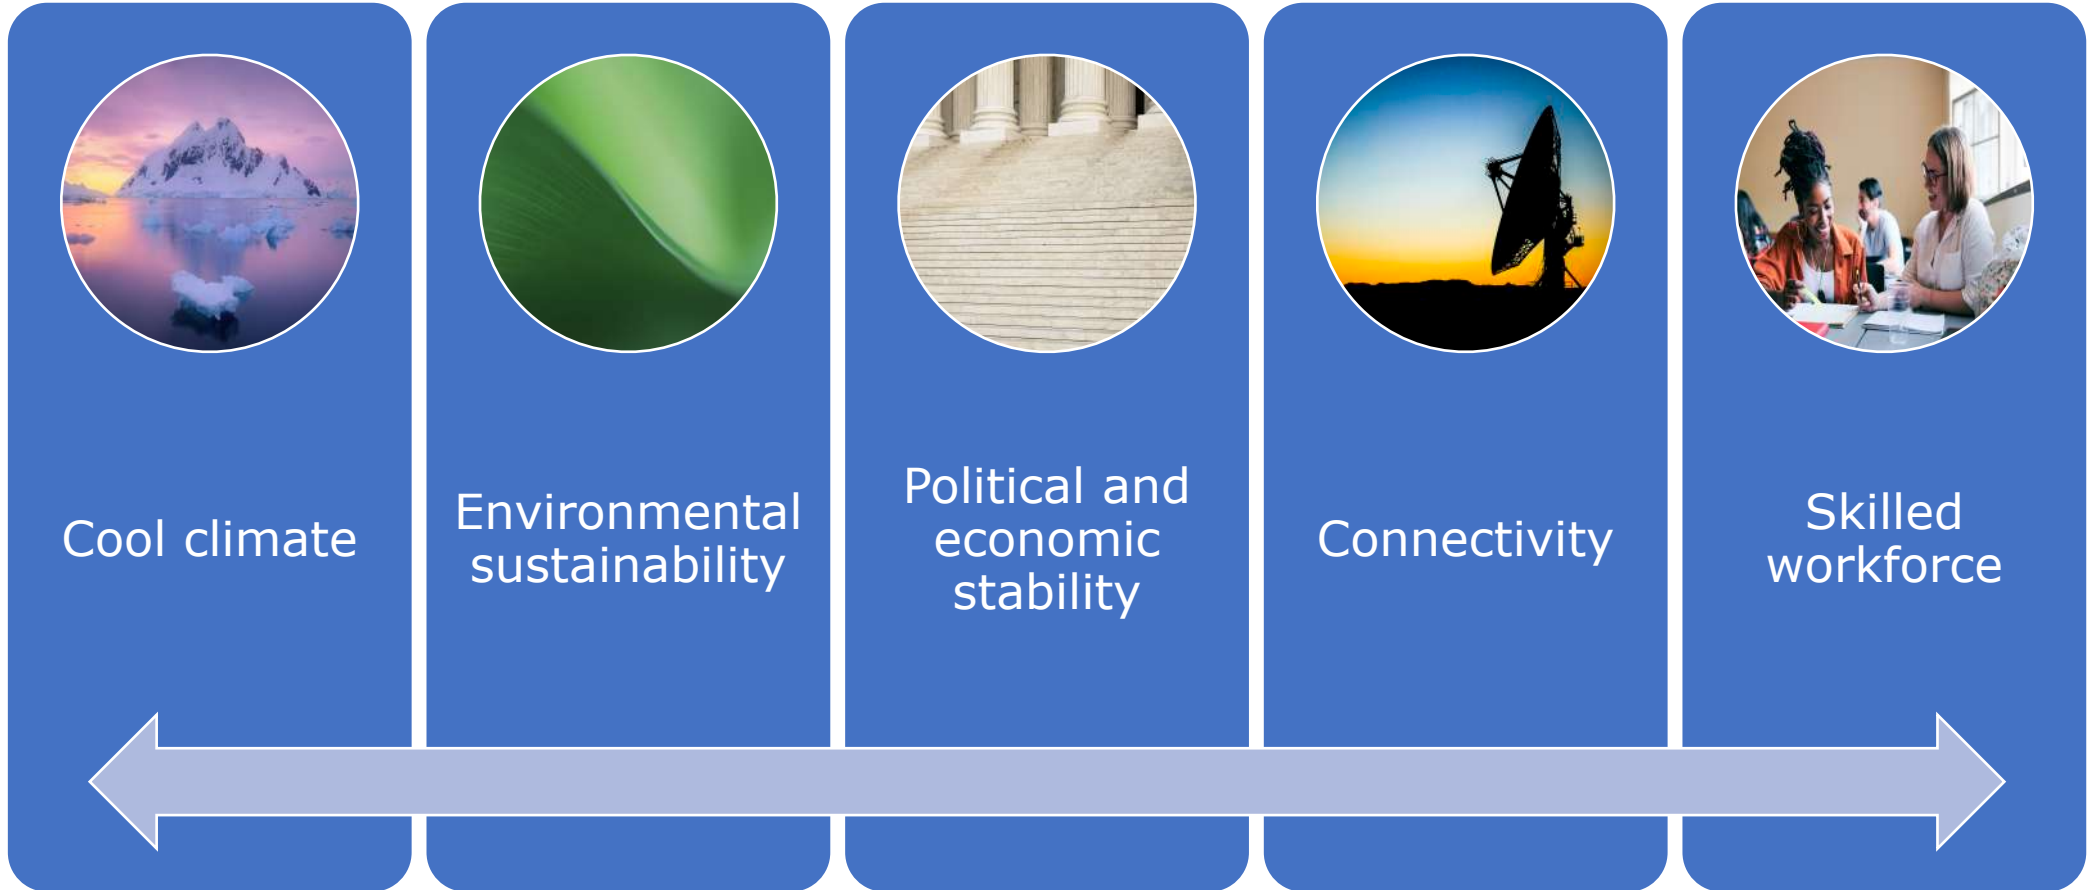 Cool climate
Environmental
sustainability
Political and
economic
stability
Connectivity
Skilled
workforce